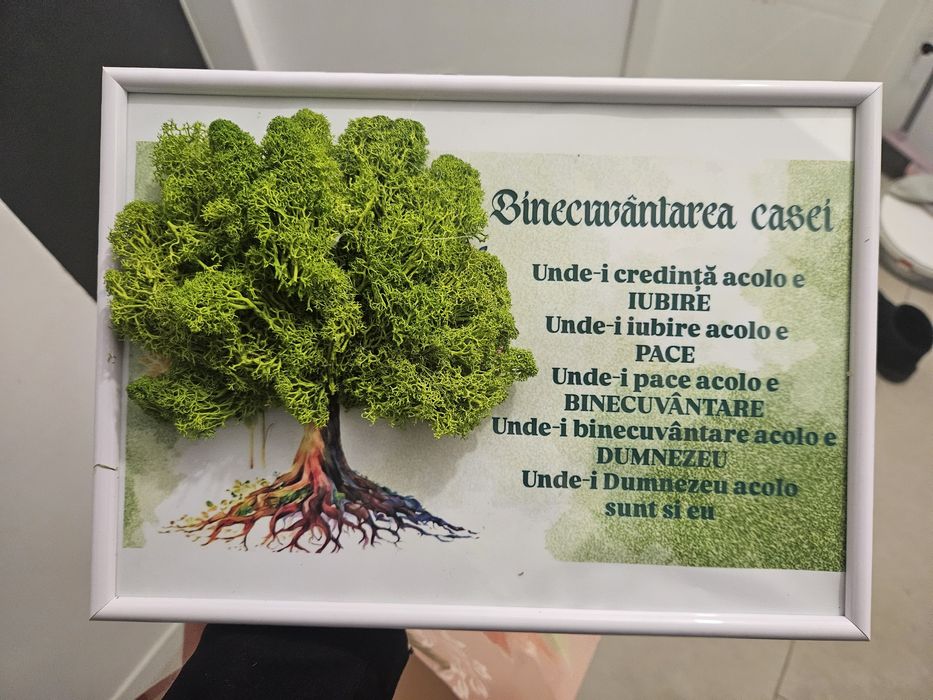 Binecuvântarea casei
Unde-i credință acolo e
IUBIRE
Unde-i iubire acolo e
PACE
Unde-i pace acolo e
BINECUVÂNTARE
Unde-i binecuvântare acolo e
DUMNEZEU
Unde-i Dumnezeu acolo
sunt si eu